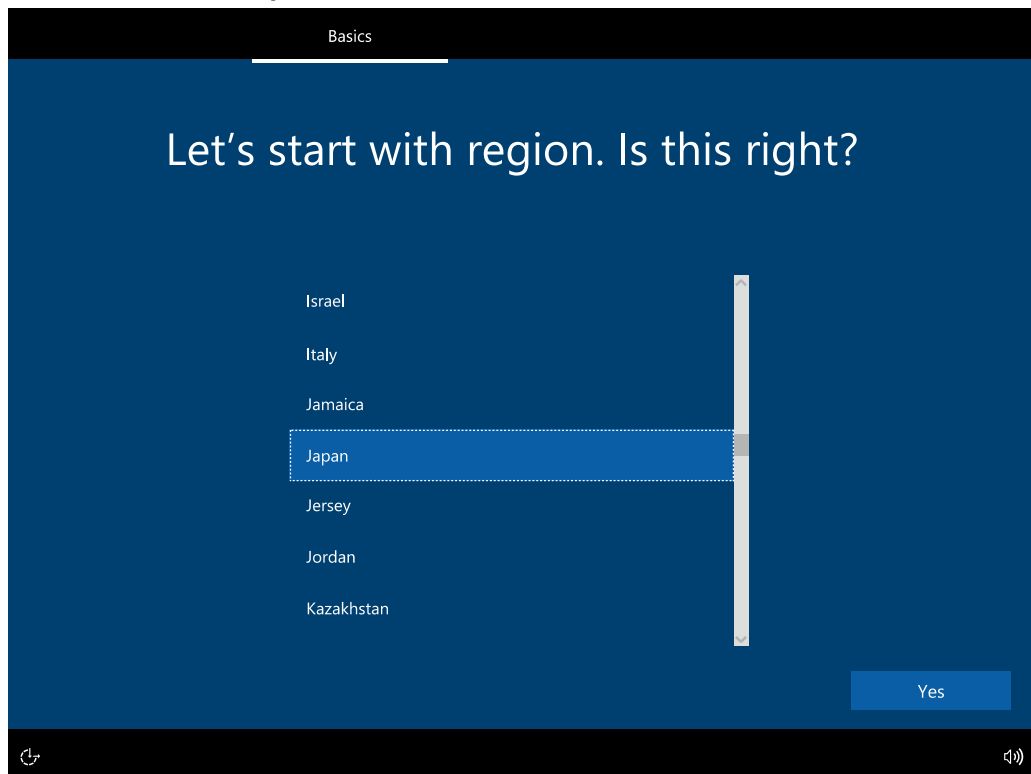 Basics
Let's start with region. Is this right?
Israel
Italy
Jamaica
Japan
Jersey
Jordan
Kazakhstan
Yes